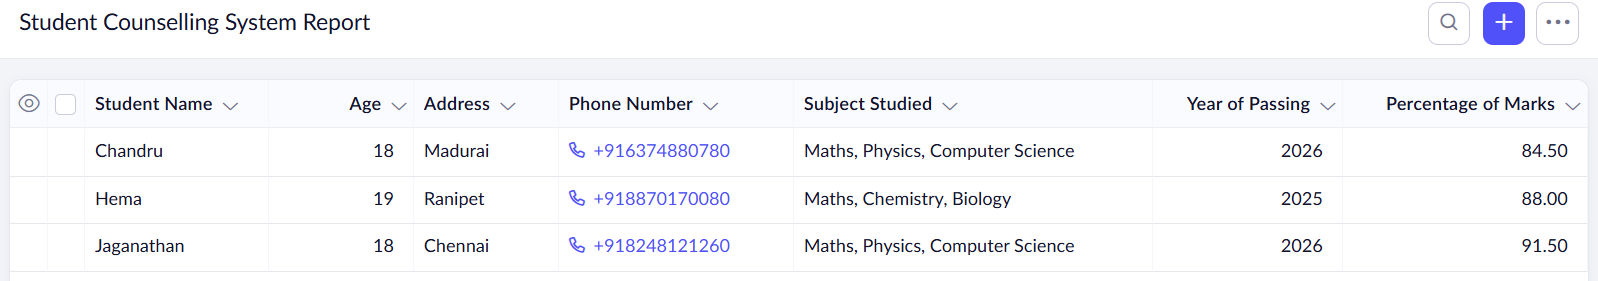 Student Counselling System Report
Student Name Age Address Phone Number Subject Studied Year of Passing Percentage of Marks
Chandru 18 Madurai +916374880780 Maths, Physics, Computer Science 2026 84.50
Hema 19 Ranipet +918870170080 Maths, Chemistry, Biology 2025 88.00
Jaganathan 18 Chennai +918248121260 Maths, Physics, Computer Science 2026 91.50